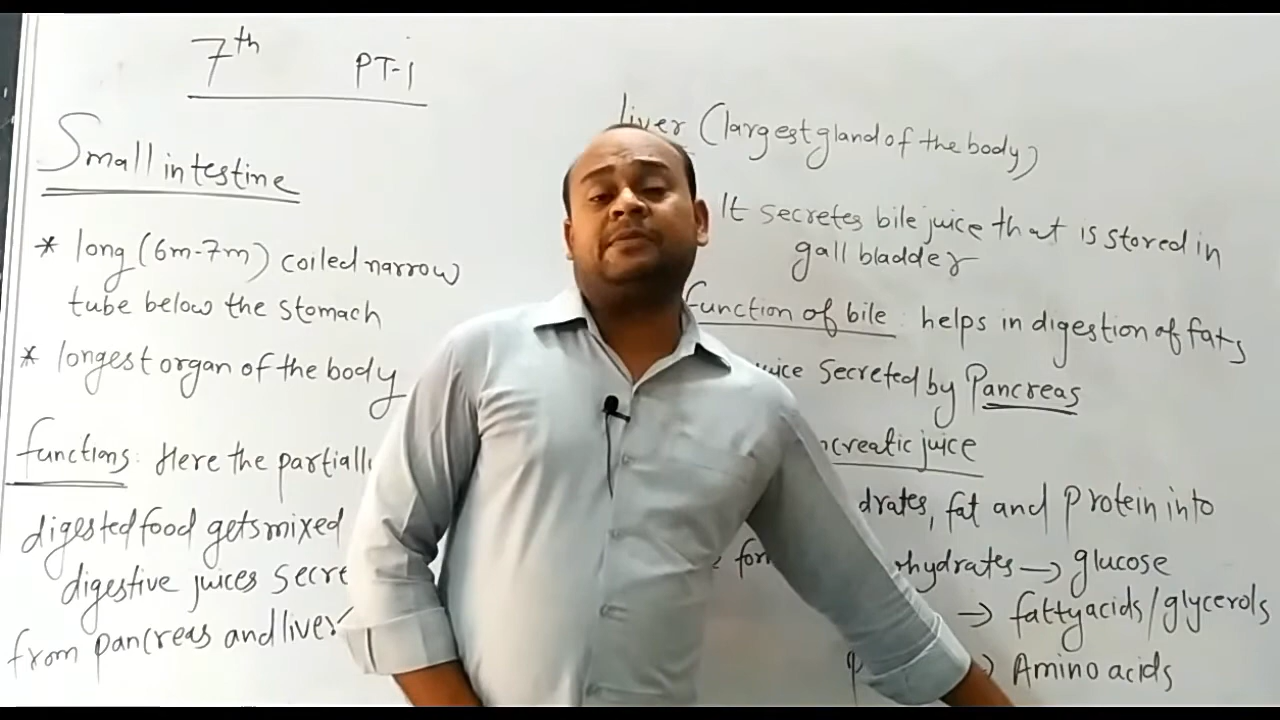 7th PT-1
Small intestine
* long (6m-7m) coiled narrow
tube below the stomach
* longest organ of the body
functions: Here the partiall
digested food gets mixed
digestive juices secre
from pancreas and liver
liver (largest gland of the body)
It secretes bile juice that is stored in
gall bladder
function of bile : helps in digestion of fats
uice secreted by Pancreas
ncreatic juice
drates, fat and protein into
for rhydrates → glucose
→ fattyacids/glycerols
Amino acids